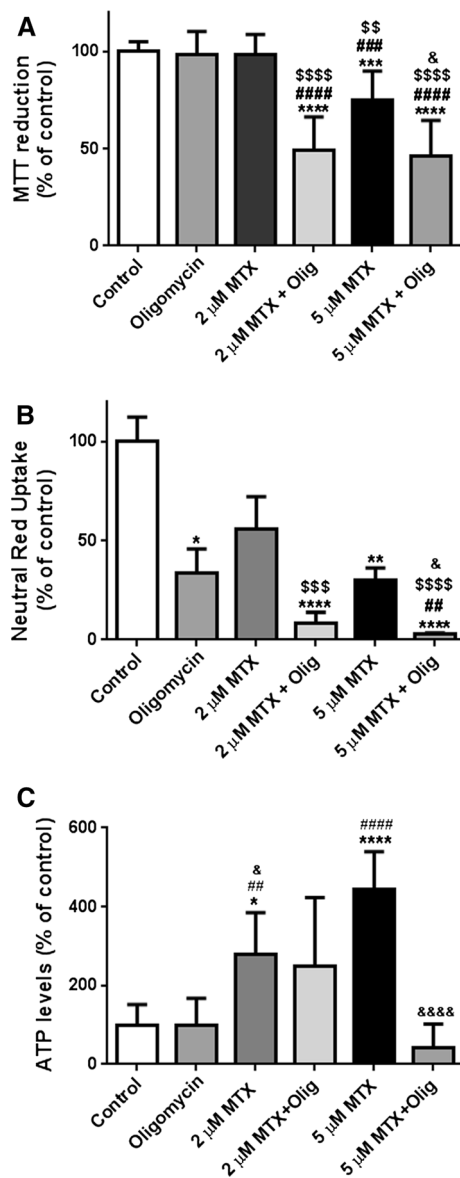 A
MTT reduction
(% of control)
100
50
0
$$$$
####
****
$$
###
***
&
$$$$
####
****
Control
Oligomycin
2 μM MTX
2 μM MTX + Olig
5 μM MTX
5 μM MTX + Olig
B
Neutral Red Uptake
(% of control)
100
50
0
*
$$$
****
**
&
$$$$
##
****
Control
Oligomycin
2 μM MTX
2 μM MTX + Olig
5 μM MTX
5 μM MTX + Olig
C
ATP levels (% of control)
600
400
200
0
&
##
*
####
****
&&&&
Control
Oligomycin
2 μM MTX
2 μM MTX+Olig
5 μM MTX
5 μM MTX+Olig